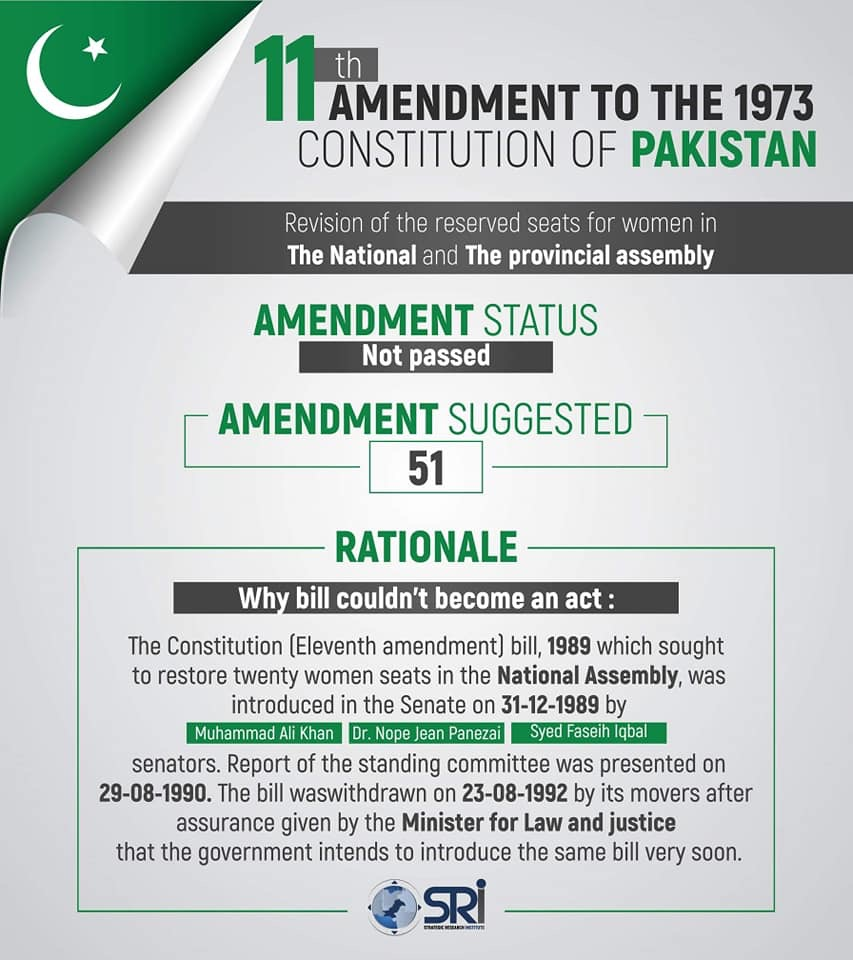 11th
AMENDMENT TO THE 1973
CONSTITUTION OF PAKISTAN
Revision of the reserved seats for women in
The National and The provincial assembly
AMENDMENT STATUS
Not passed
AMENDMENT SUGGESTED
51
RATIONALE
Why bill couldn't become an act :
The Constitution (Eleventh amendment) bill, 1989 which sought
to restore twenty women seats in the National Assembly, was
introduced in the Senate on 31-12-1989 by
Muhammad Ali Khan Dr. Nope Jean Panezai Syed Faseih Iqbal
senators. Report of the standing committee was presented on
29-08-1990. The bill waswithdrawn on 23-08-1992 by its movers after
assurance given by the Minister for Law and justice
that the government intends to introduce the same bill very soon.
SRi
STRATEGIC RESEARCH INSTITUTE